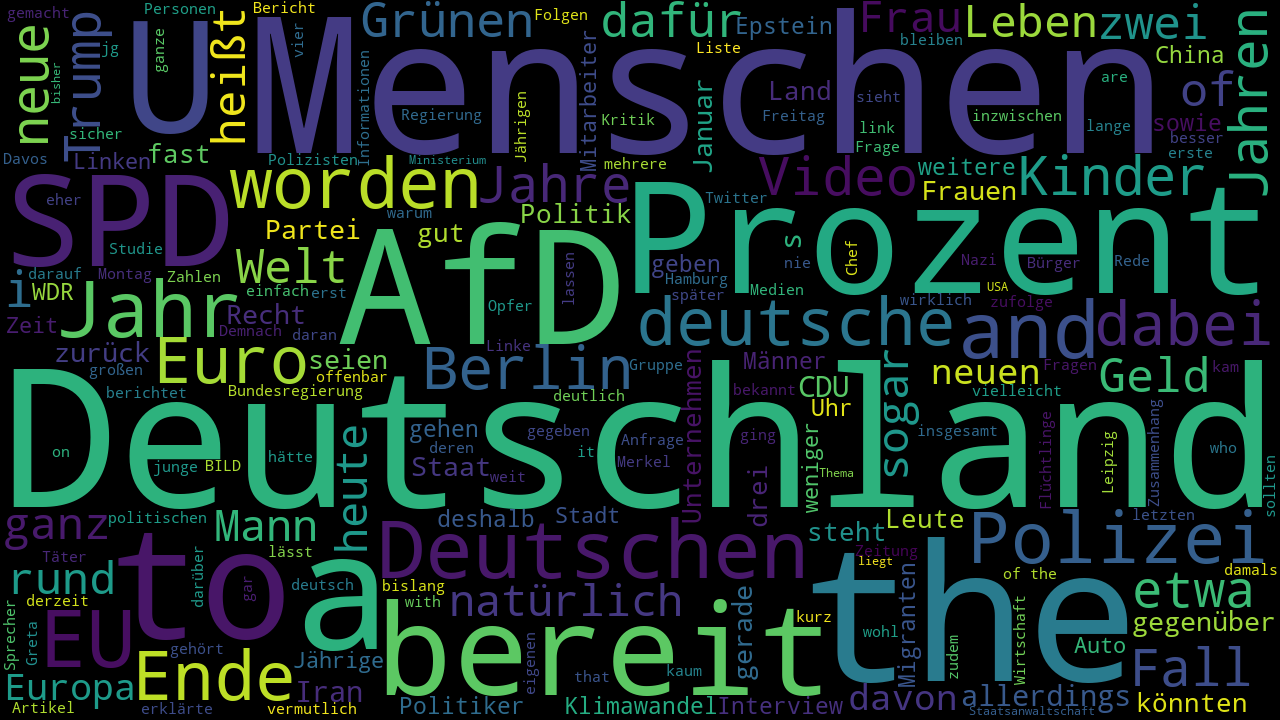 gemacht
Personen
Bericht
Grünen
Folgen
dafür
Epstein
Frau
Leben
zwei
neue
Trump
jg
ganze
U
heißt
Menschen
vier
Liste
bleiben
China
Jahren
bisher
are
of
Informationen
Regierung
Jährigen
Mitarbeiter
Kritik
Januar
Land
sieht
Freitag
link
Frage
inzwischen
lange
sowie
besser
erste
sicher
Davos
Linken
fast
Polizisten
Ministerium
mehrere
Video
weitere
Kinder
Frauen
SPD
eher
worden
Jahre
warum
Politik
Twitter
Prozent
Studie
Partei
gut
AfD
s
nie
Chef
Nazi
Bürger
Rede
darauf
Montag
Zahlen
Welt
lassen
geben
Hamburg
später
Medien
USA
i
WDR
einfach
erst
Opfer
wirklich
zufolge
Zeit
Jahr
Recht
Demnach
daran
deutsche
and
dabei
zurück
Euro
seien
Linke
Berlin
Gruppe
Männer
neuen
Fragen
Geld
kam
großen
offenbar
berichtet
Bundesregierung
deutlich
Unternehmen
bekannt
CDU
Uhr
sogar
vielleicht
Deutschland
on
junge
BILD
hätte
heute
gehen
deren
Staat
weit
gegeben
it
Anfrage
Merkel
ging
drei
weniger
Thema
insgesamt
Flüchtlinge
Leipzig
Zusammenhang
who
sollten
ganz
politischen
Mann
deshalb
Stadt
steht
Leute
Polizei
letzten
Täter
to
lässt
Deutschen
Zeitung
liegt
the
of the
damals
rund
darüber
gar
deutsch
a
bislang
with
natürlich
gerade
Migranten
etwa
derzeit
Sprecher
Greta
EU
gehört
bereit
kurz
wohl
zudem
Wirtschaft
Auto
gegenüber
Jährige
eigenen
that
kaum
Fall
Europa
Ende
Iran
Artikel
erklärte
vermutlich
Politiker
Klimawandel
Interview
davon
allerdings
Staatsanwaltschaft
könnten